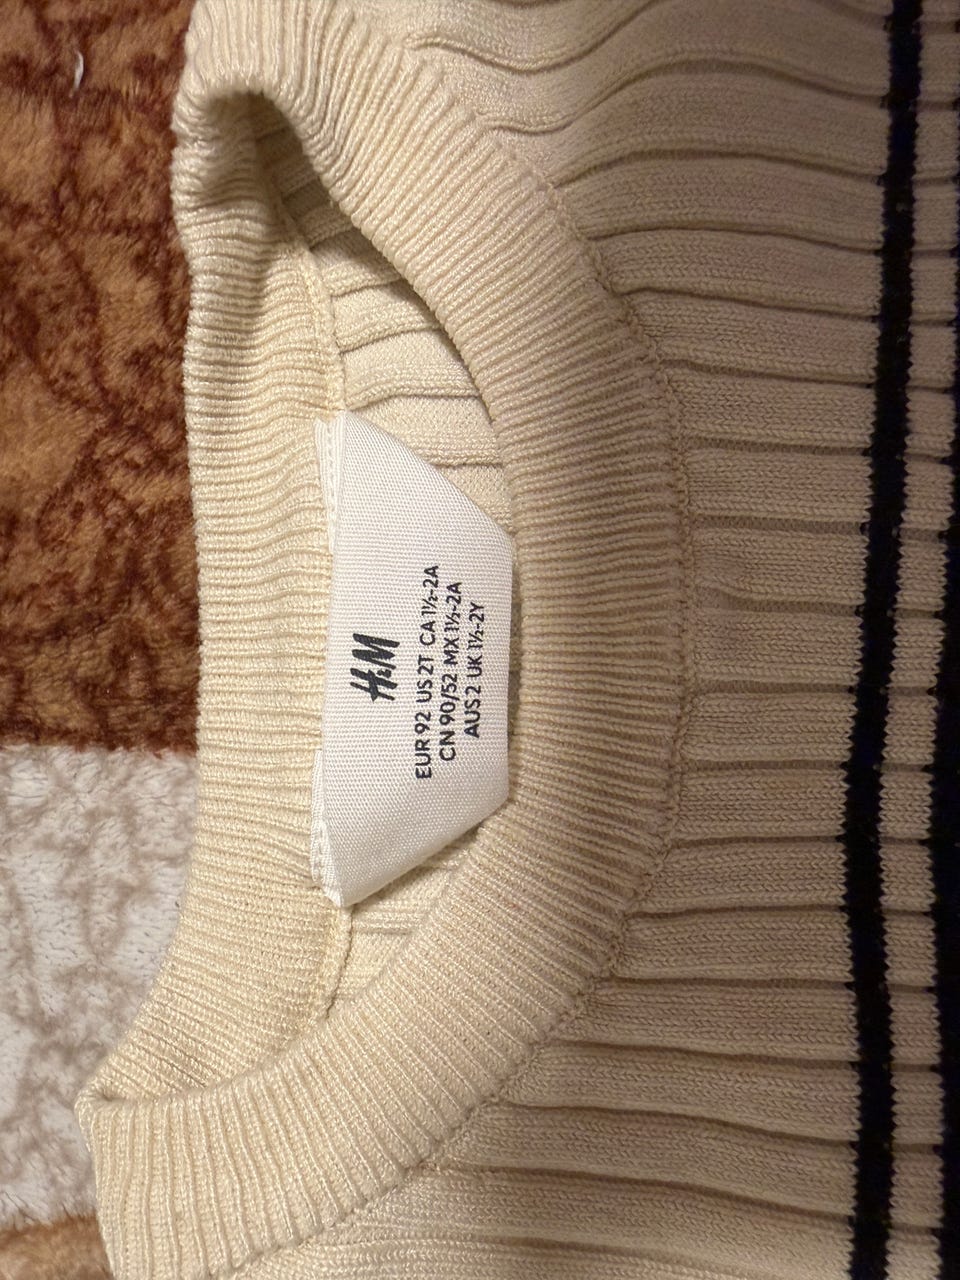 H&M
EUR 92 US 2T CA 1½-2A
CN 90/52 MX 1½-2A
AUS 2 UK 1½-2Y